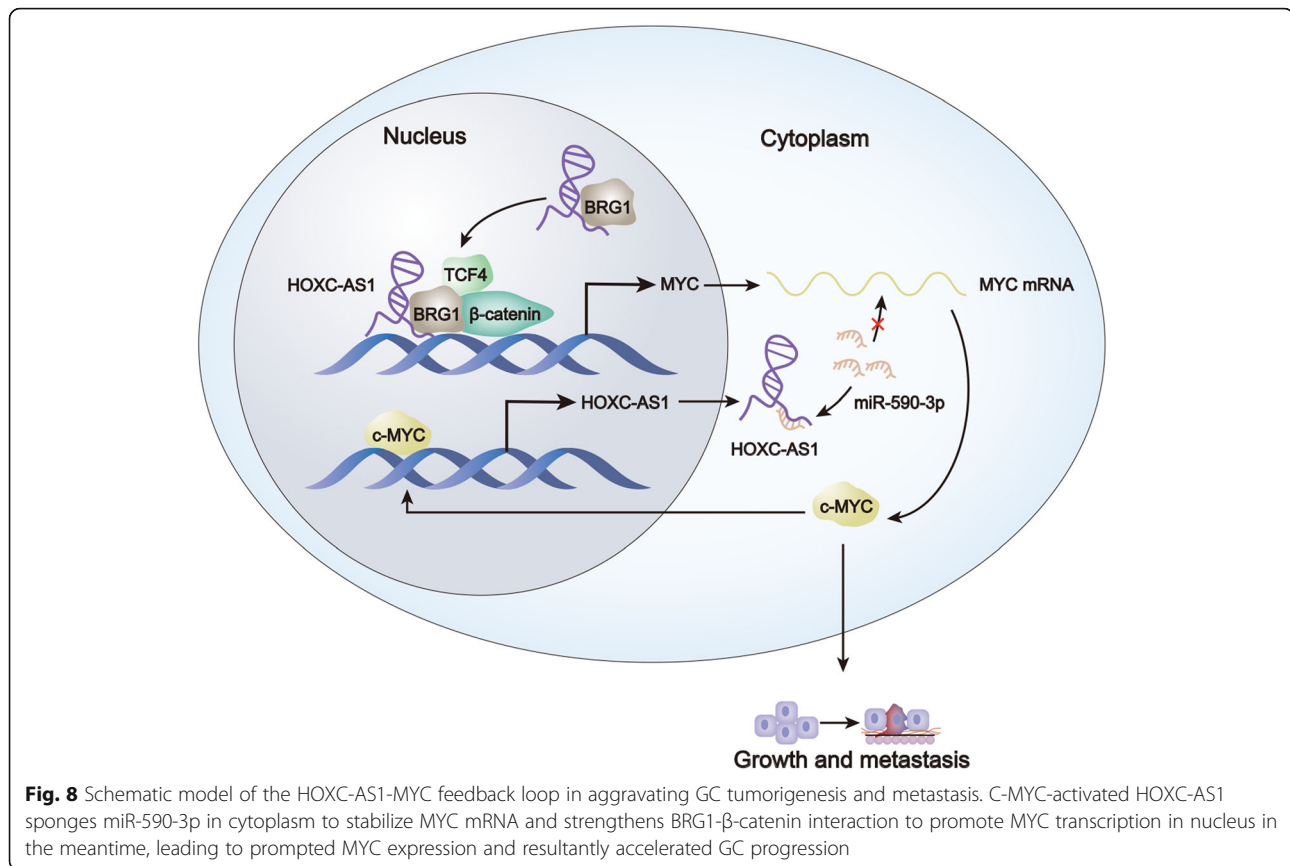 Nucleus
Cytoplasm
BRG1
TCF4
HOXC-AS1
BRG1
β-catenin
MYC
MYC mRNA
miR-590-3p
HOXC-AS1
HOXC-AS1
c-MYC
c-MYC
Growth and metastasis
Fig. 8 Schematic model of the HOXC-AS1-MYC feedback loop in aggravating GC tumorigenesis and metastasis. C-MYC-activated HOXC-AS1
sponges miR-590-3p in cytoplasm to stabilize MYC mRNA and strengthens BRG1-β-catenin interaction to promote MYC transcription in nucleus in
the meantime, leading to prompted MYC expression and resultantly accelerated GC progression